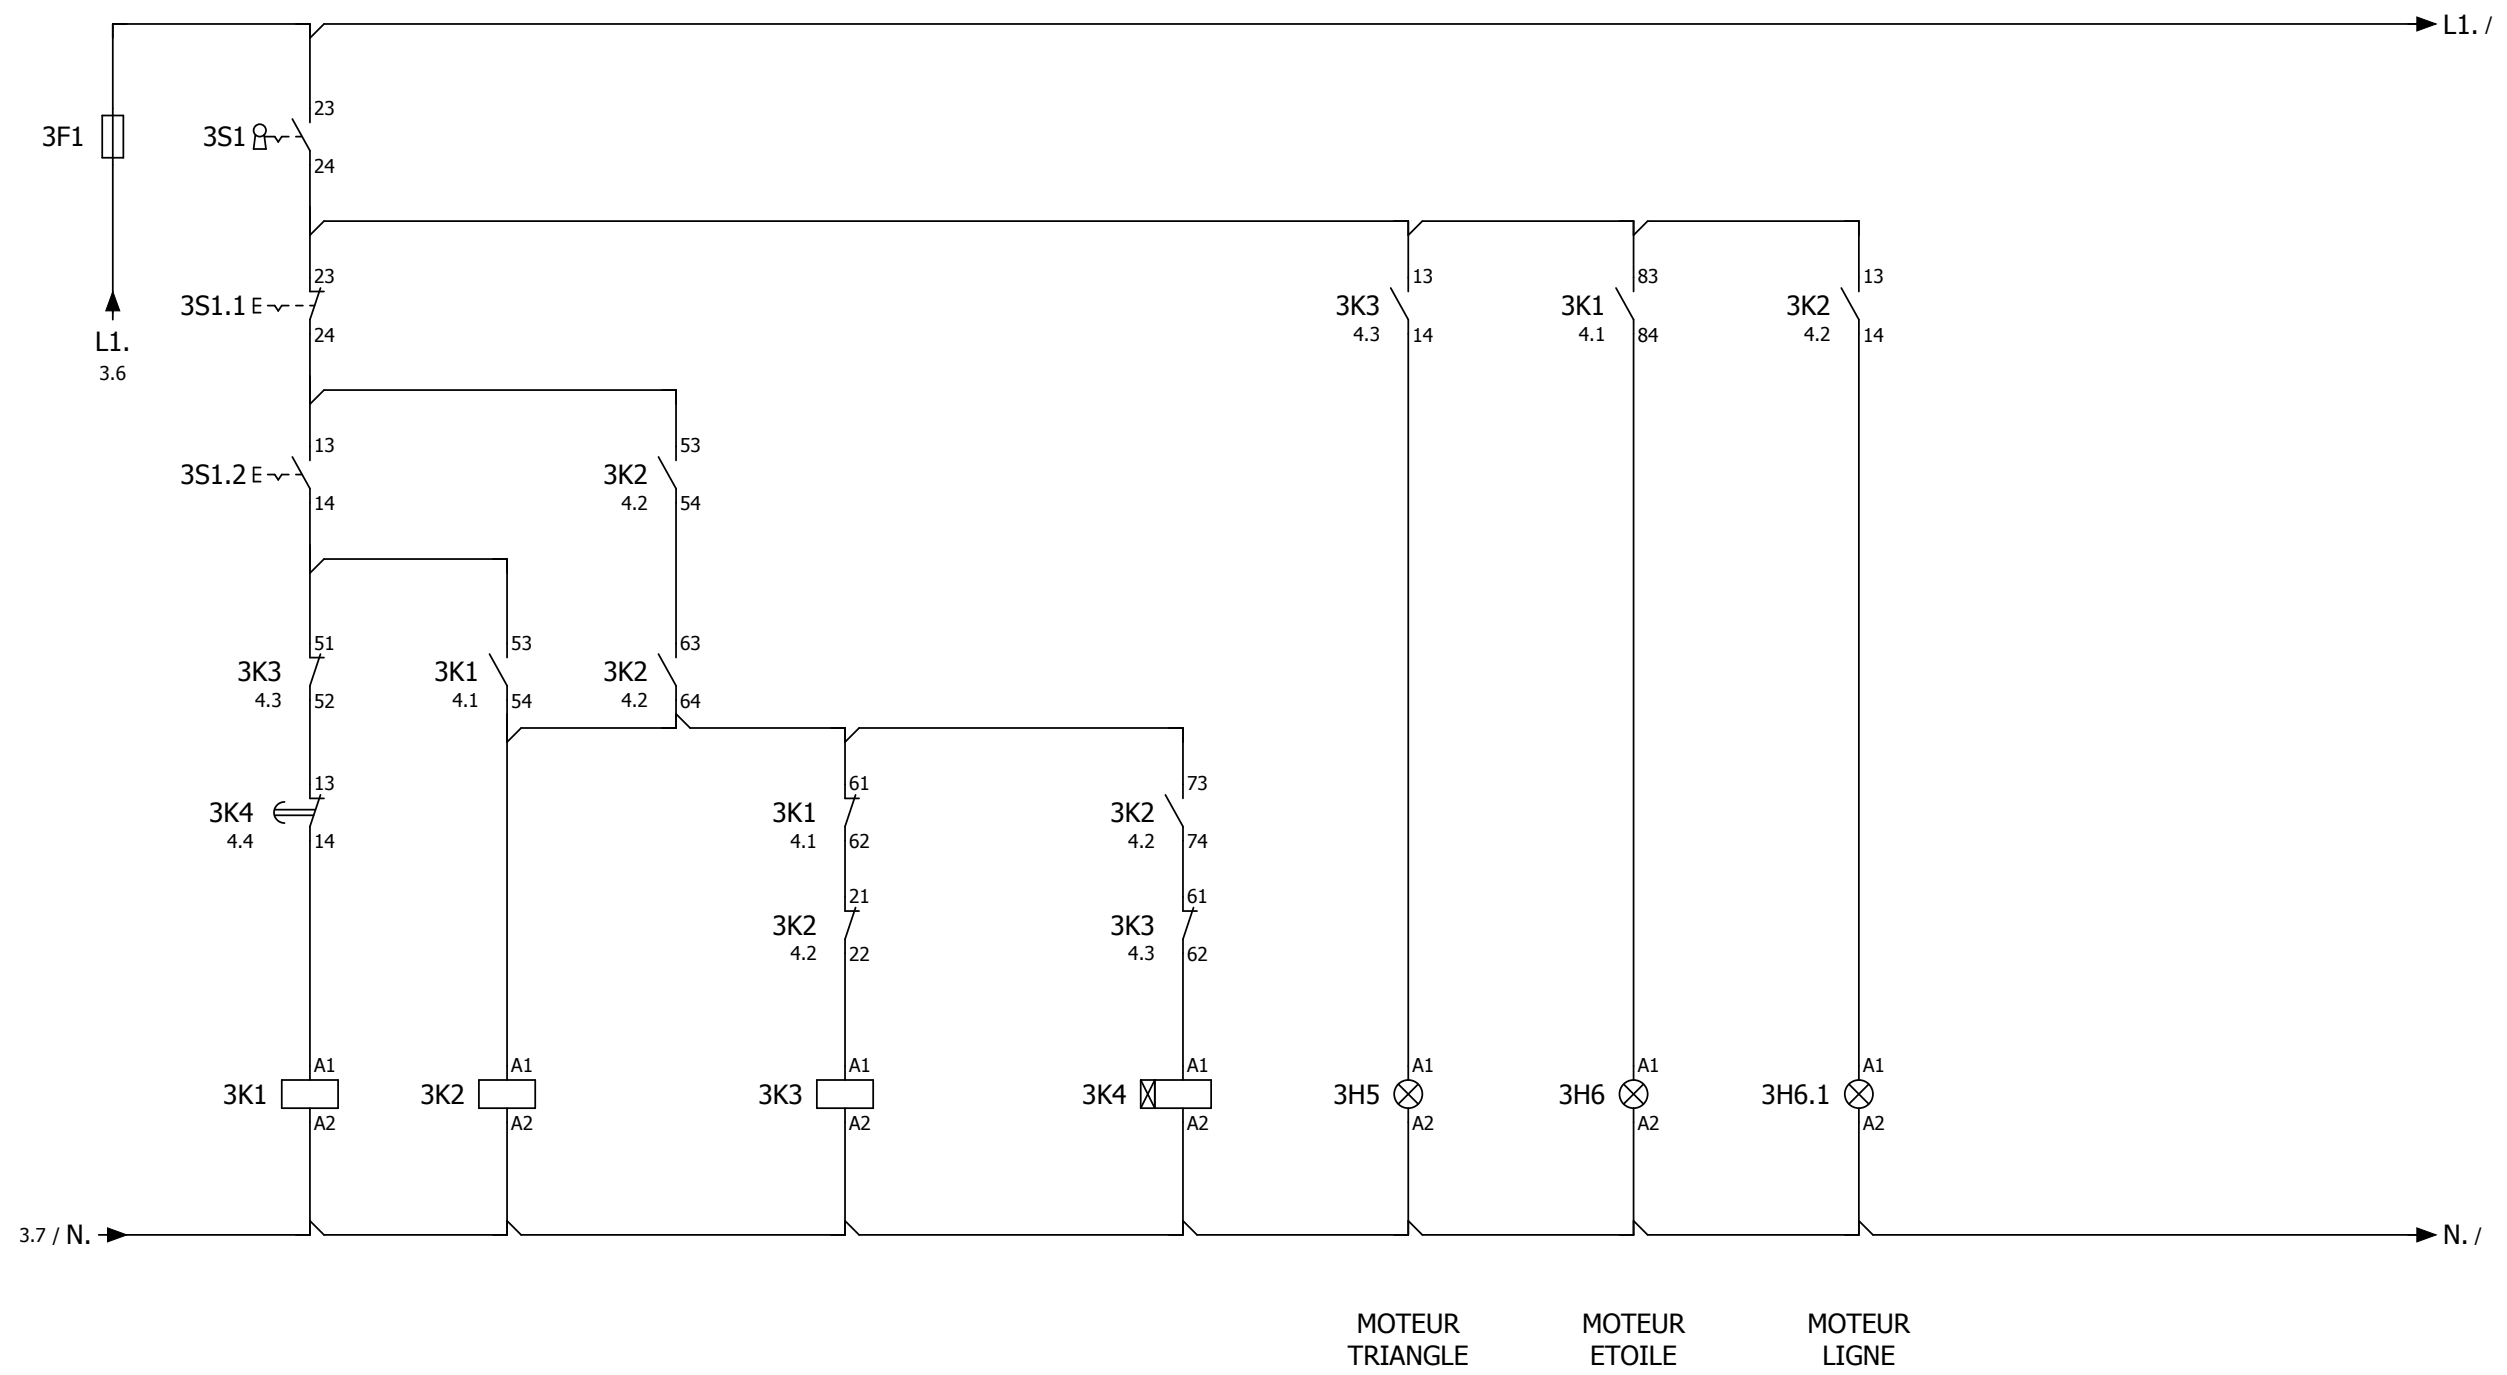 L1. /
23
3F1
3S1
24
23
3S1.1
24
13
3K3
4.3
14
83
3K1
4.1
84
13
3K2
4.2
14
L1.
3.6
13
3S1.2
14
53
3K2
4.2
54
51
3K3
4.3
52
53
3K1
4.1
54
63
3K2
4.2
64
13
3K4
4.4
14
61
3K1
4.1
62
73
3K2
4.2
74
21
3K2
4.2
22
61
3K3
4.3
62
A1
3K1
A2
A1
3K2
A2
A1
3K3
A2
A1
3K4
A2
A1
3H5
A2
A1
3H6
A2
A1
3H6.1
A2
3.7 / N.
N. /
MOTEUR
TRIANGLE
MOTEUR
ETOILE
MOTEUR
LIGNE